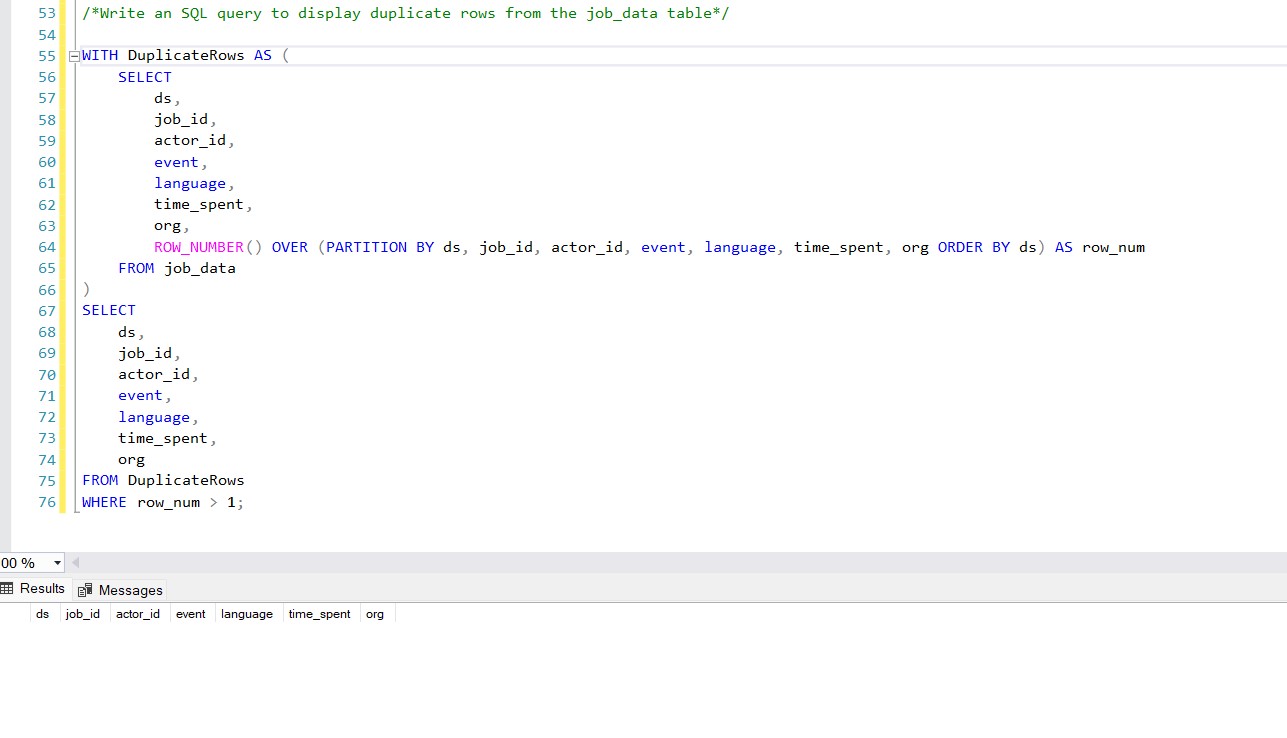 53 /*Write an SQL query to display duplicate rows from the job_data table*/
54
55 WITH DuplicateRows AS (
56     SELECT
57         ds,
58         job_id,
59         actor_id,
60         event,
61         language,
62         time_spent,
63         org,
64         ROW_NUMBER() OVER (PARTITION BY ds, job_id, actor_id, event, language, time_spent, org ORDER BY ds) AS row_num
65     FROM job_data
66 )
67 SELECT
68     ds,
69     job_id,
70     actor_id,
71     event,
72     language,
73     time_spent,
74     org
75 FROM DuplicateRows
76 WHERE row_num > 1;
00 %
Results Messages
ds job_id actor_id event language time_spent org